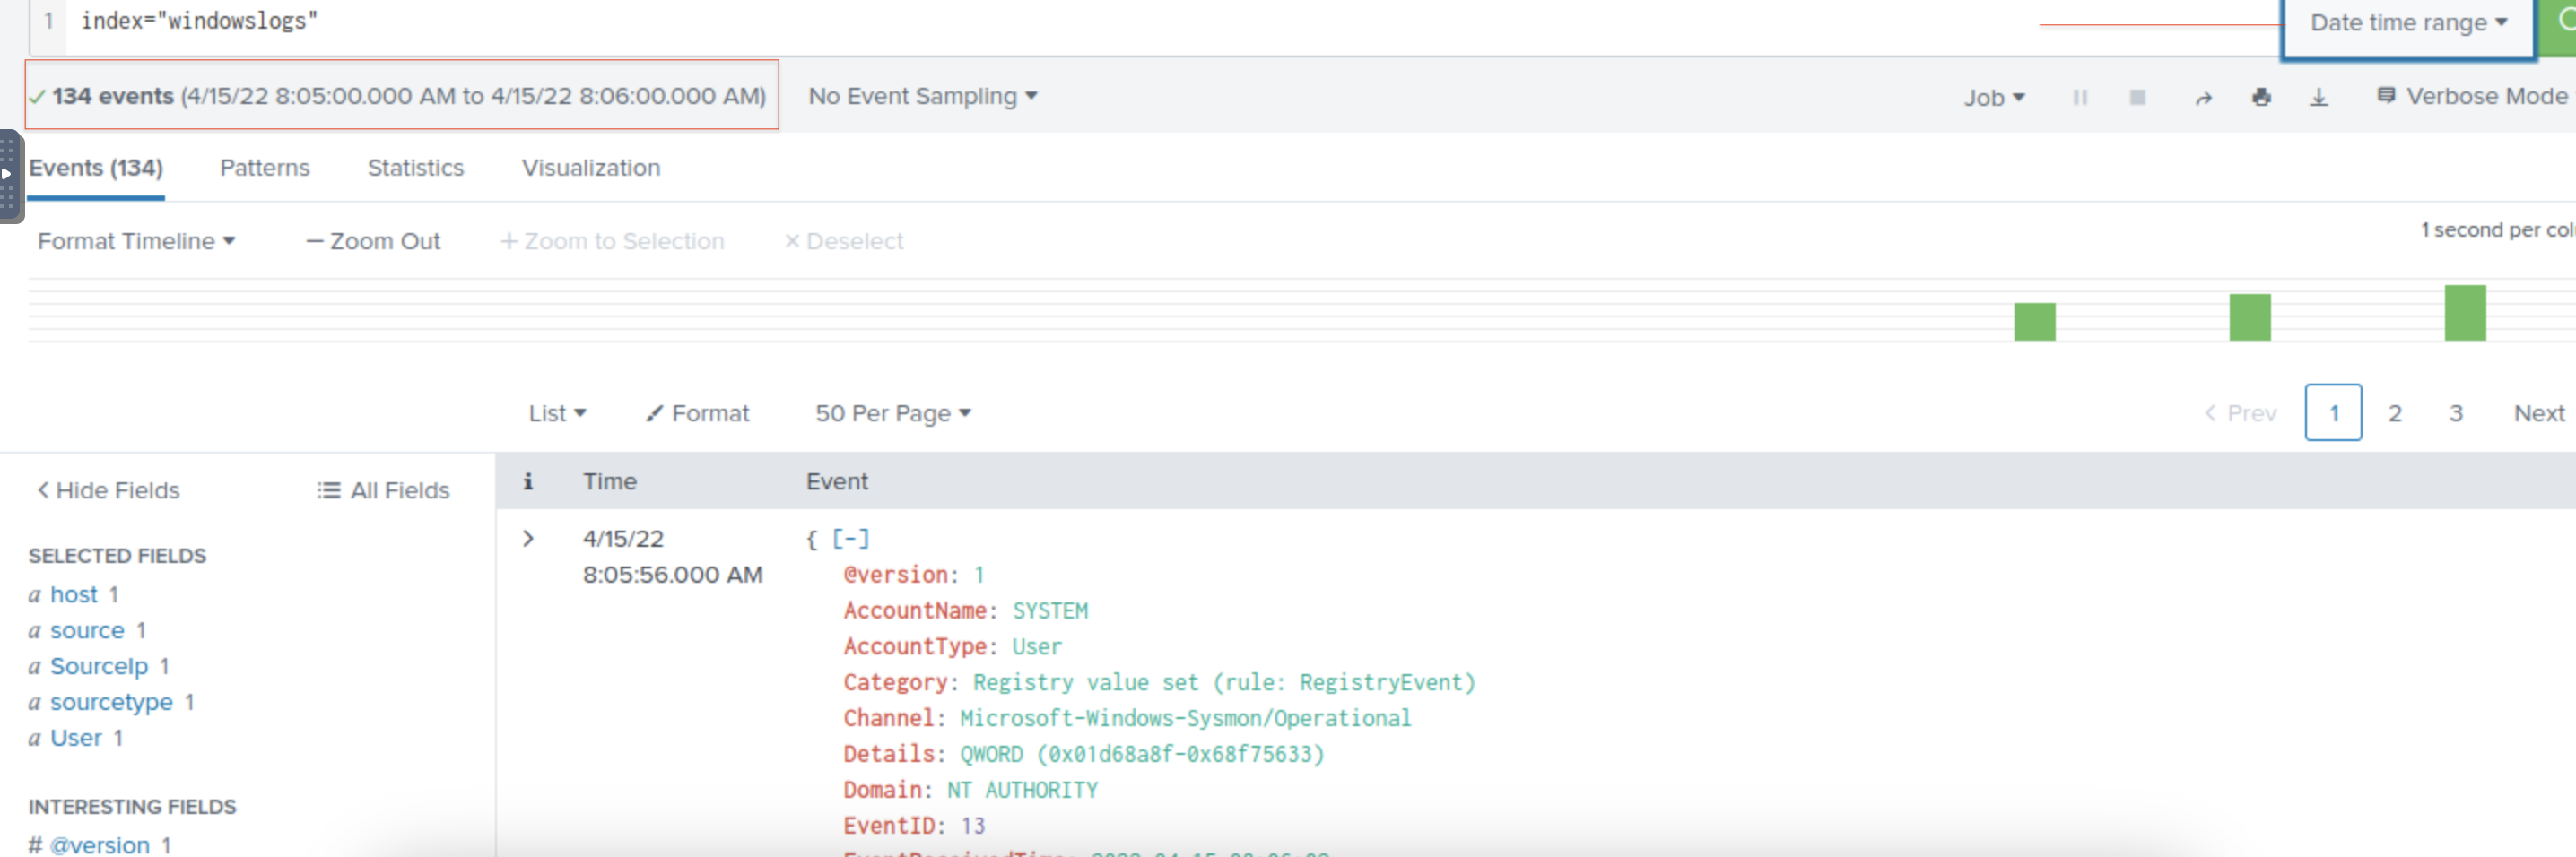 1 index="windowslogs"
Date time range
134 events (4/15/22 8:05:00.000 AM to 4/15/22 8:06:00.000 AM)
No Event Sampling
Job
Verbose Mode
Events (134) Patterns Statistics Visualization
Format Timeline — Zoom Out + Zoom to Selection × Deselect
1 second per
List Format 50 Per Page
< Prev 1 2 3 Next
< Hide Fields All Fields
i Time Event
SELECTED FIELDS
a host 1
a source 1
a SourceIp 1
a sourcetype 1
a User 1
INTERESTING FIELDS
# @version 1
> 4/15/22
8:05:56.000 AM
{ [-]
@version: 1
AccountName: SYSTEM
AccountType: User
Category: Registry value set (rule: RegistryEvent)
Channel: Microsoft-Windows-Sysmon/Operational
Details: QWORD (0x01d68a8f-0x68f75633)
Domain: NT AUTHORITY
EventID: 13